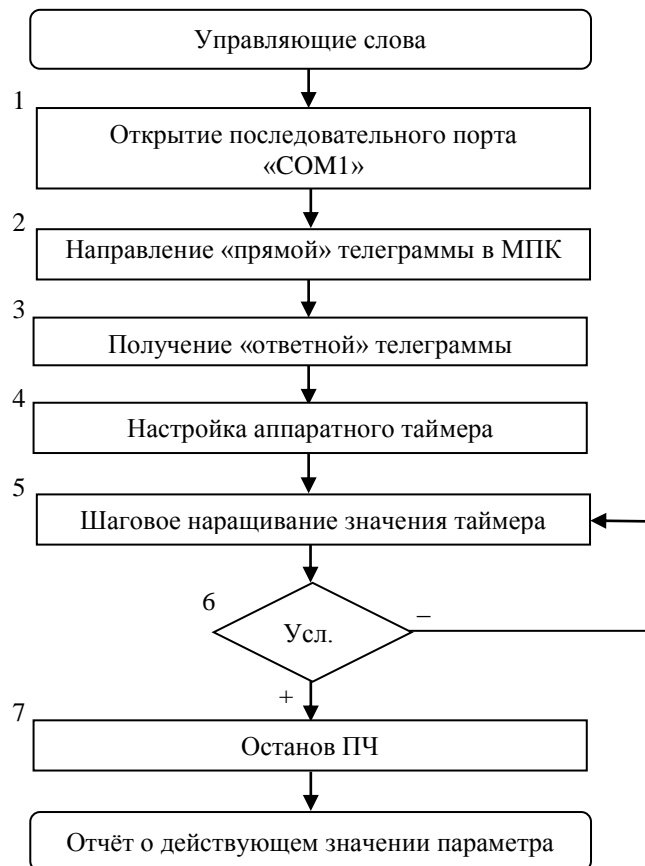 Управляющие слова
1
Открытие последовательного порта
«COM1»
2
Направление «прямой» телеграммы в МПК
3
Получение «ответной» телеграммы
4
Настройка аппаратного таймера
5
Шаговое наращивание значения таймера
6
Усл.
–
+
7
Останов ПЧ
Отчёт о действующем значении параметра